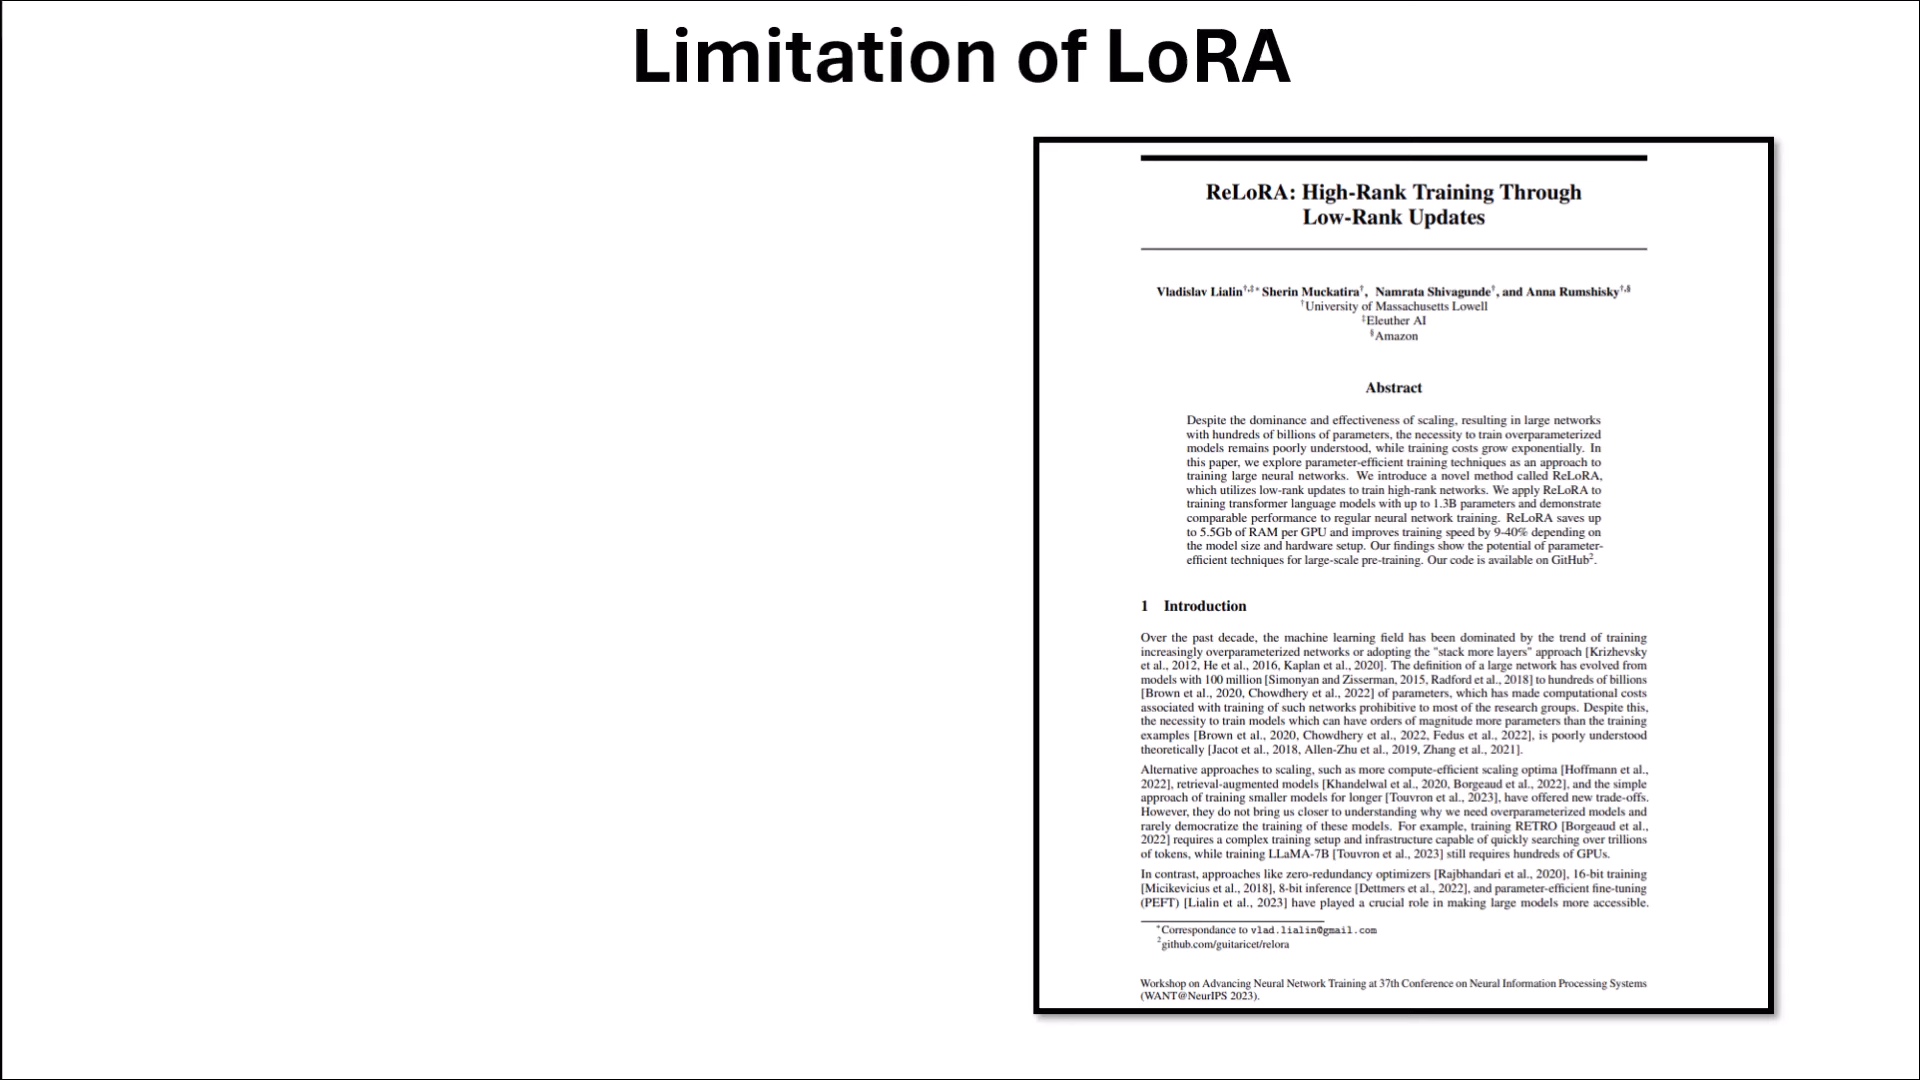 Limitation of LoRA
ReLoRA: High-Rank Training Through
Low-Rank Updates
Vladislav Lialin†,‡* Sherin Muckatira†, Namrata Shivagunde†, and Anna Rumshisky†,§
†University of Massachusetts Lowell
‡Eleuther AI
§Amazon
Abstract
Despite the dominance and effectiveness of scaling, resulting in large networks
with hundreds of billions of parameters, the necessity to train overparameterized
models remains poorly understood, while training costs grow exponentially. In
this paper, we explore parameter-efficient training techniques as an approach to
training large neural networks. We introduce a novel method called ReLoRA,
which utilizes low-rank updates to train high-rank networks. We apply ReLoRA to
training transformer language models with up to 1.3B parameters and demonstrate
comparable performance to regular neural network training. ReLoRA saves up
to 5.5Gb of RAM per GPU and improves training speed by 9-40% depending on
the model size and hardware setup. Our findings show the potential of parameter-
efficient techniques for large-scale pre-training. Our code is available on GitHub2.
1 Introduction
Over the past decade, the machine learning field has been dominated by the trend of training
increasingly overparameterized networks or adopting the "stack more layers" approach [Krizhevsky
et al., 2012, He et al., 2016, Kaplan et al., 2020]. The definition of a large network has evolved from
models with 100 million [Simonyan and Zisserman, 2015, Radford et al., 2018] to hundreds of billions
[Brown et al., 2020, Chowdhery et al., 2022] of parameters, which has made computational costs
associated with training of such networks prohibitive to most of the research groups. Despite this,
the necessity to train models which can have orders of magnitude more parameters than the training
examples [Brown et al., 2020, Chowdhery et al., 2022, Fedus et al., 2022], is poorly understood
theoretically [Jacot et al., 2018, Allen-Zhu et al., 2019, Zhang et al., 2021].
Alternative approaches to scaling, such as more compute-efficient scaling optima [Hoffmann et al.,
2022], retrieval-augmented models [Khandelwal et al., 2020, Borgeaud et al., 2022], and the simple
approach of training smaller models for longer [Touvron et al., 2023], have offered new trade-offs.
However, they do not bring us closer to understanding why we need overparameterized models and
rarely democratize the training of these models. For example, training RETRO [Borgeaud et al.,
2022] requires a complex training setup and infrastructure capable of quickly searching over trillions
of tokens, while training LLaMA-7B [Touvron et al., 2023] still requires hundreds of GPUs.
In contrast, approaches like zero-redundancy optimizers [Rajbhandari et al., 2020], 16-bit training
[Micikevicius et al., 2018], 8-bit inference [Dettmers et al., 2022], and parameter-efficient fine-tuning
(PEFT) [Lialin et al., 2023] have played a crucial role in making large models more accessible.
*Correspondance to vlad.lialin@gmail.com
2github.com/guitaricet/relora
Workshop on Advancing Neural Network Training at 37th Conference on Neural Information Processing Systems
(WANT@NeurIPS 2023).